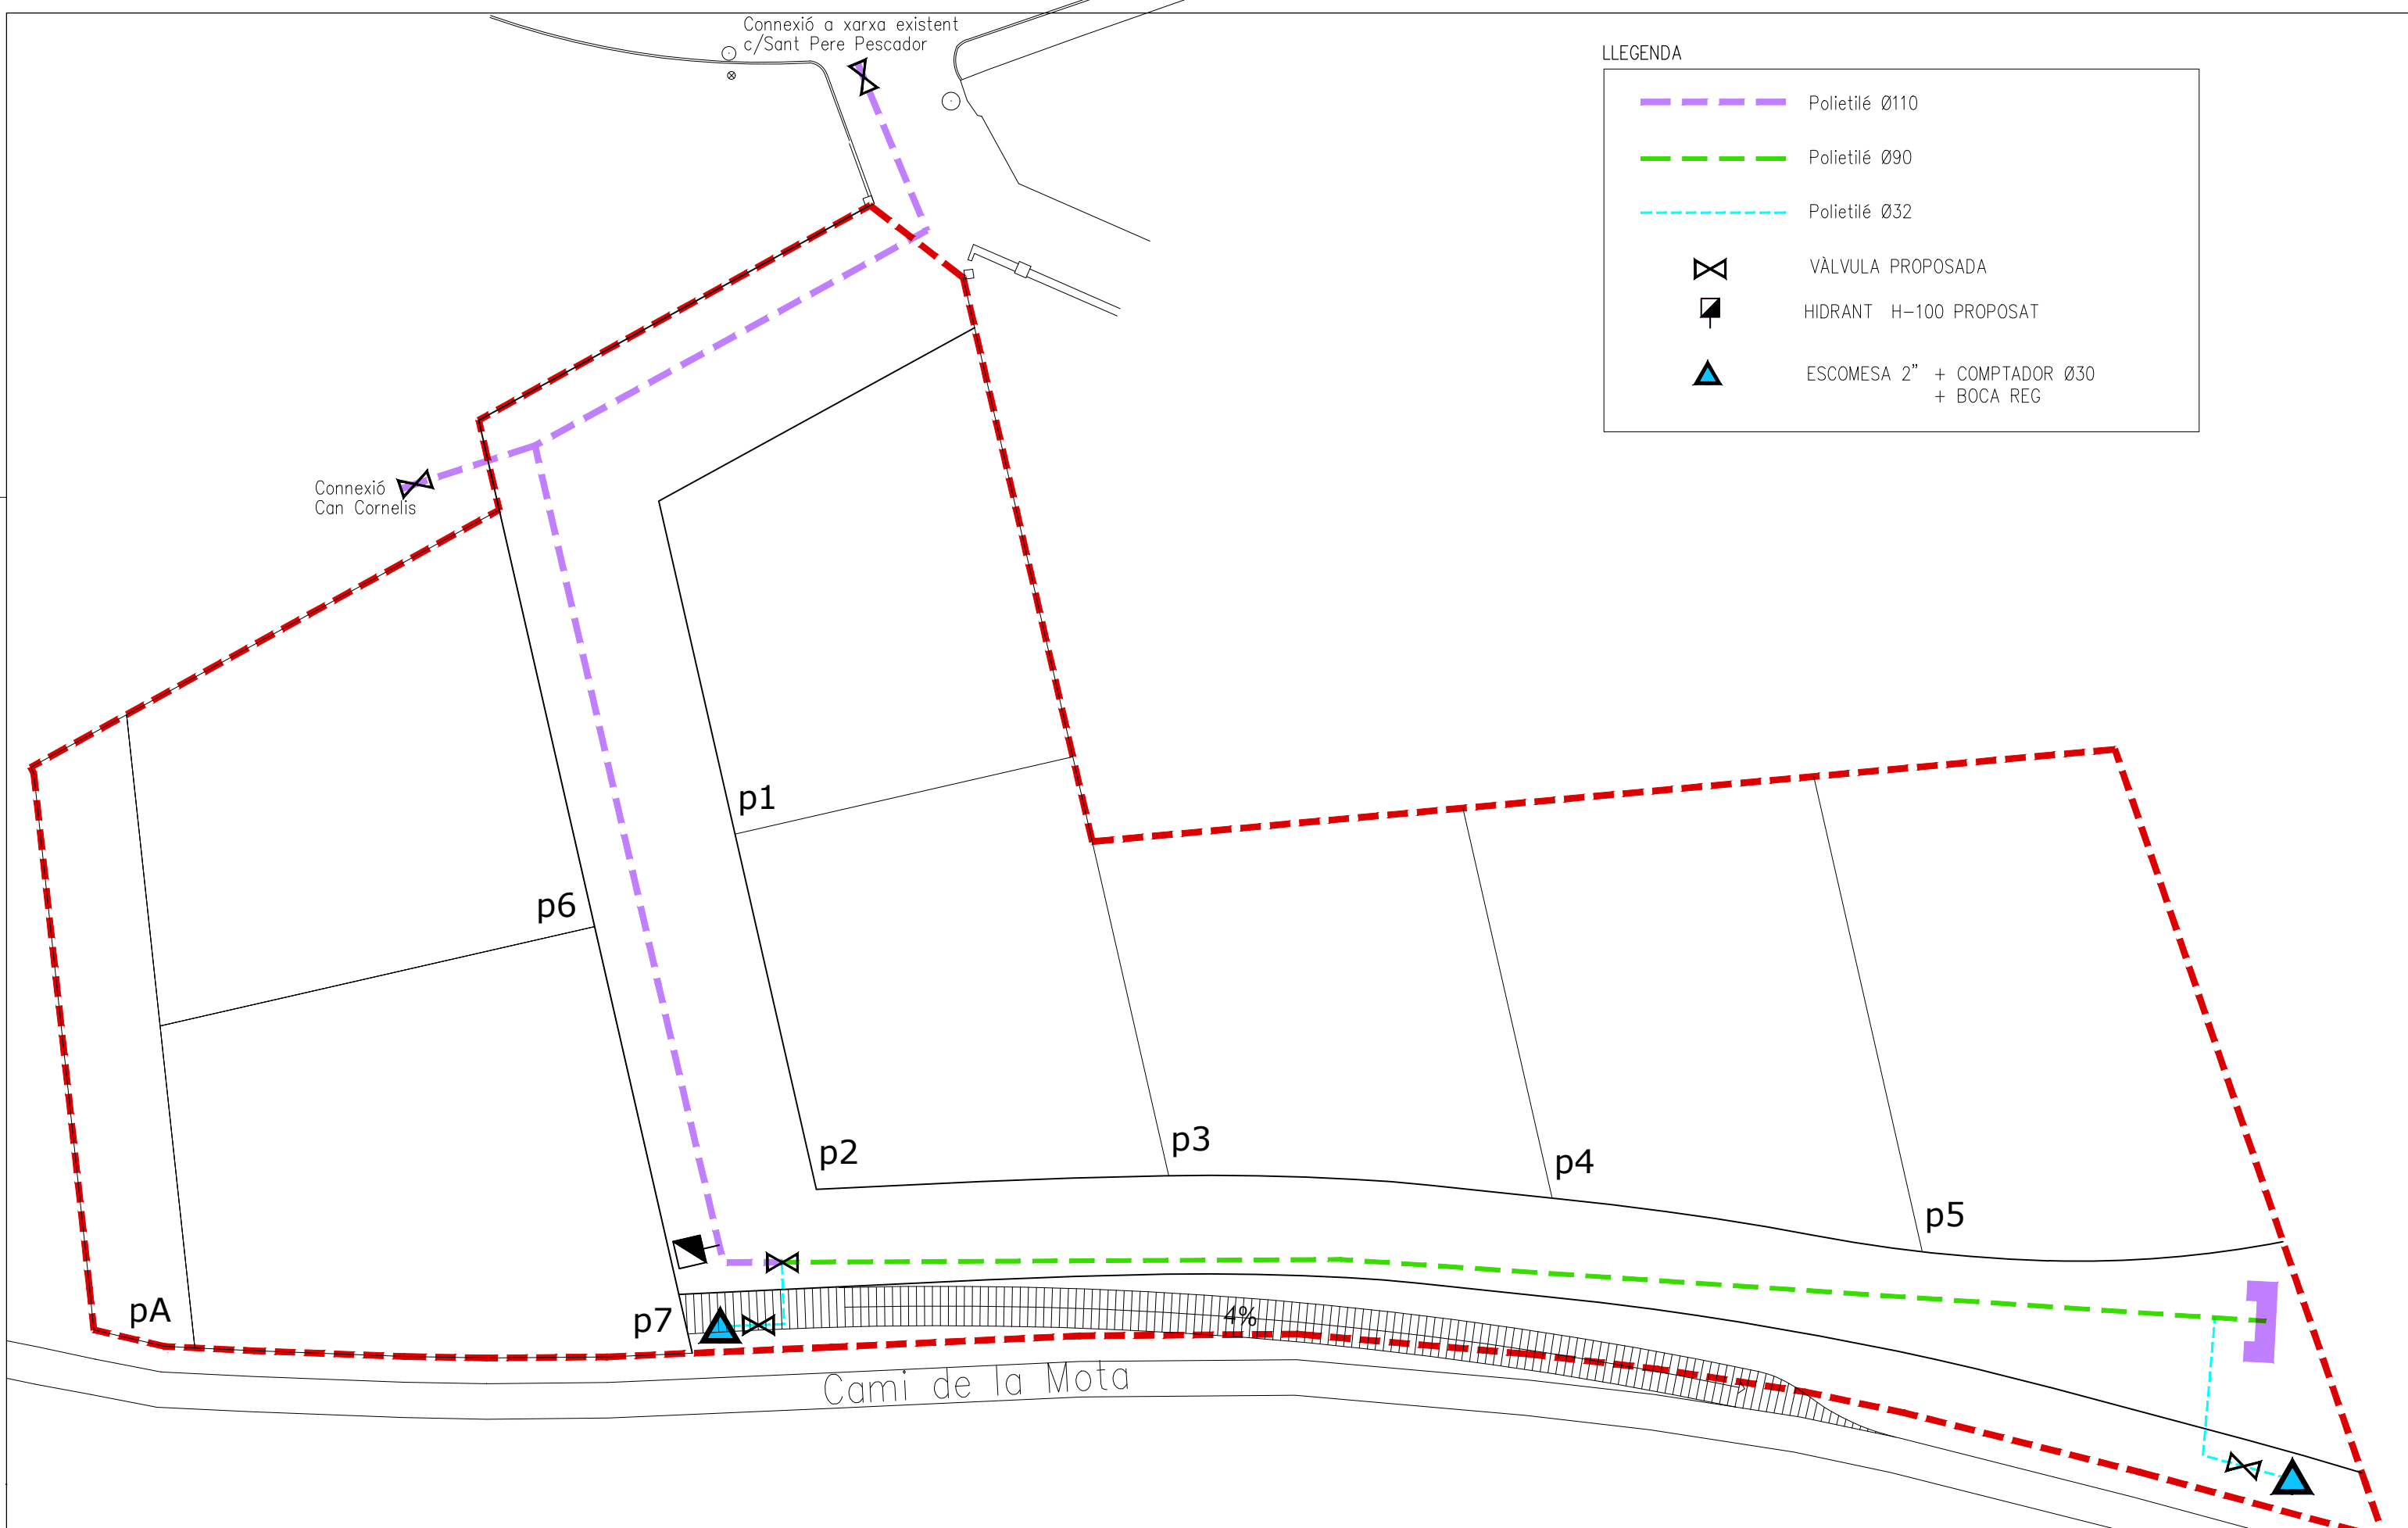 Connexió a xarxa existent
c/Sant Pere Pescador
LLEGENDA
Polietilé Ø110
Polietilé Ø90
Polietilé Ø32
VÀLVULA PROPOSADA
HIDRANT H-100 PROPOSAT
ESCOMESA 2" + COMPTADOR Ø30
+ BOCA REG
Connexió
Can Cornelis
p1
p6
p2
p3
p4
p5
pA
p7
4%
Cami de la Mota